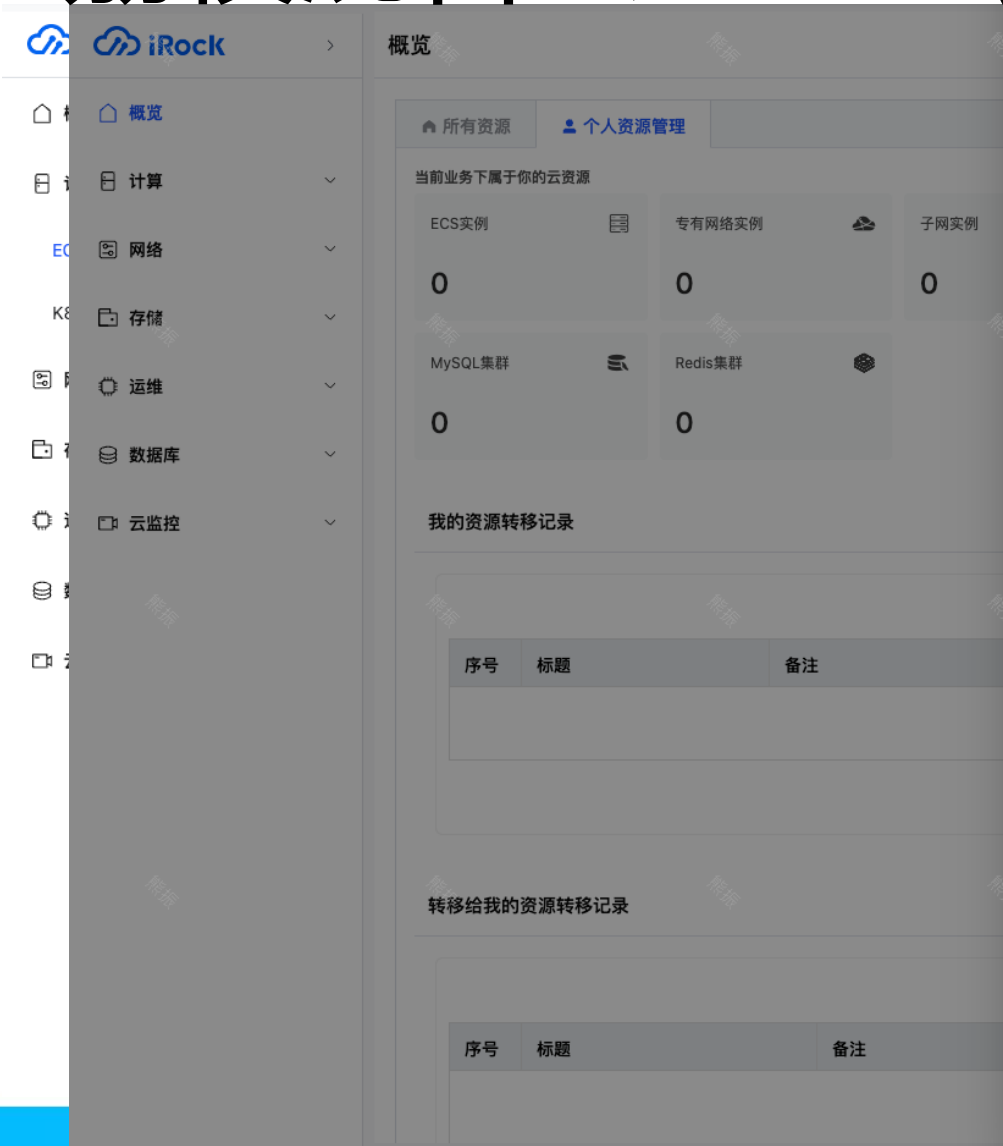 iRock
概览
概览
所有资源
个人资源管理
计算
当前业务下属于你的云资源
ECS实例
专有网络实例
子网实例
网络
0
0
0
存储
MySQL集群
Redis集群
运维
0
0
数据库
云监控
我的资源转移记录
序号
标题
备注
转移给我的资源转移记录
序号
标题
备注
熊振